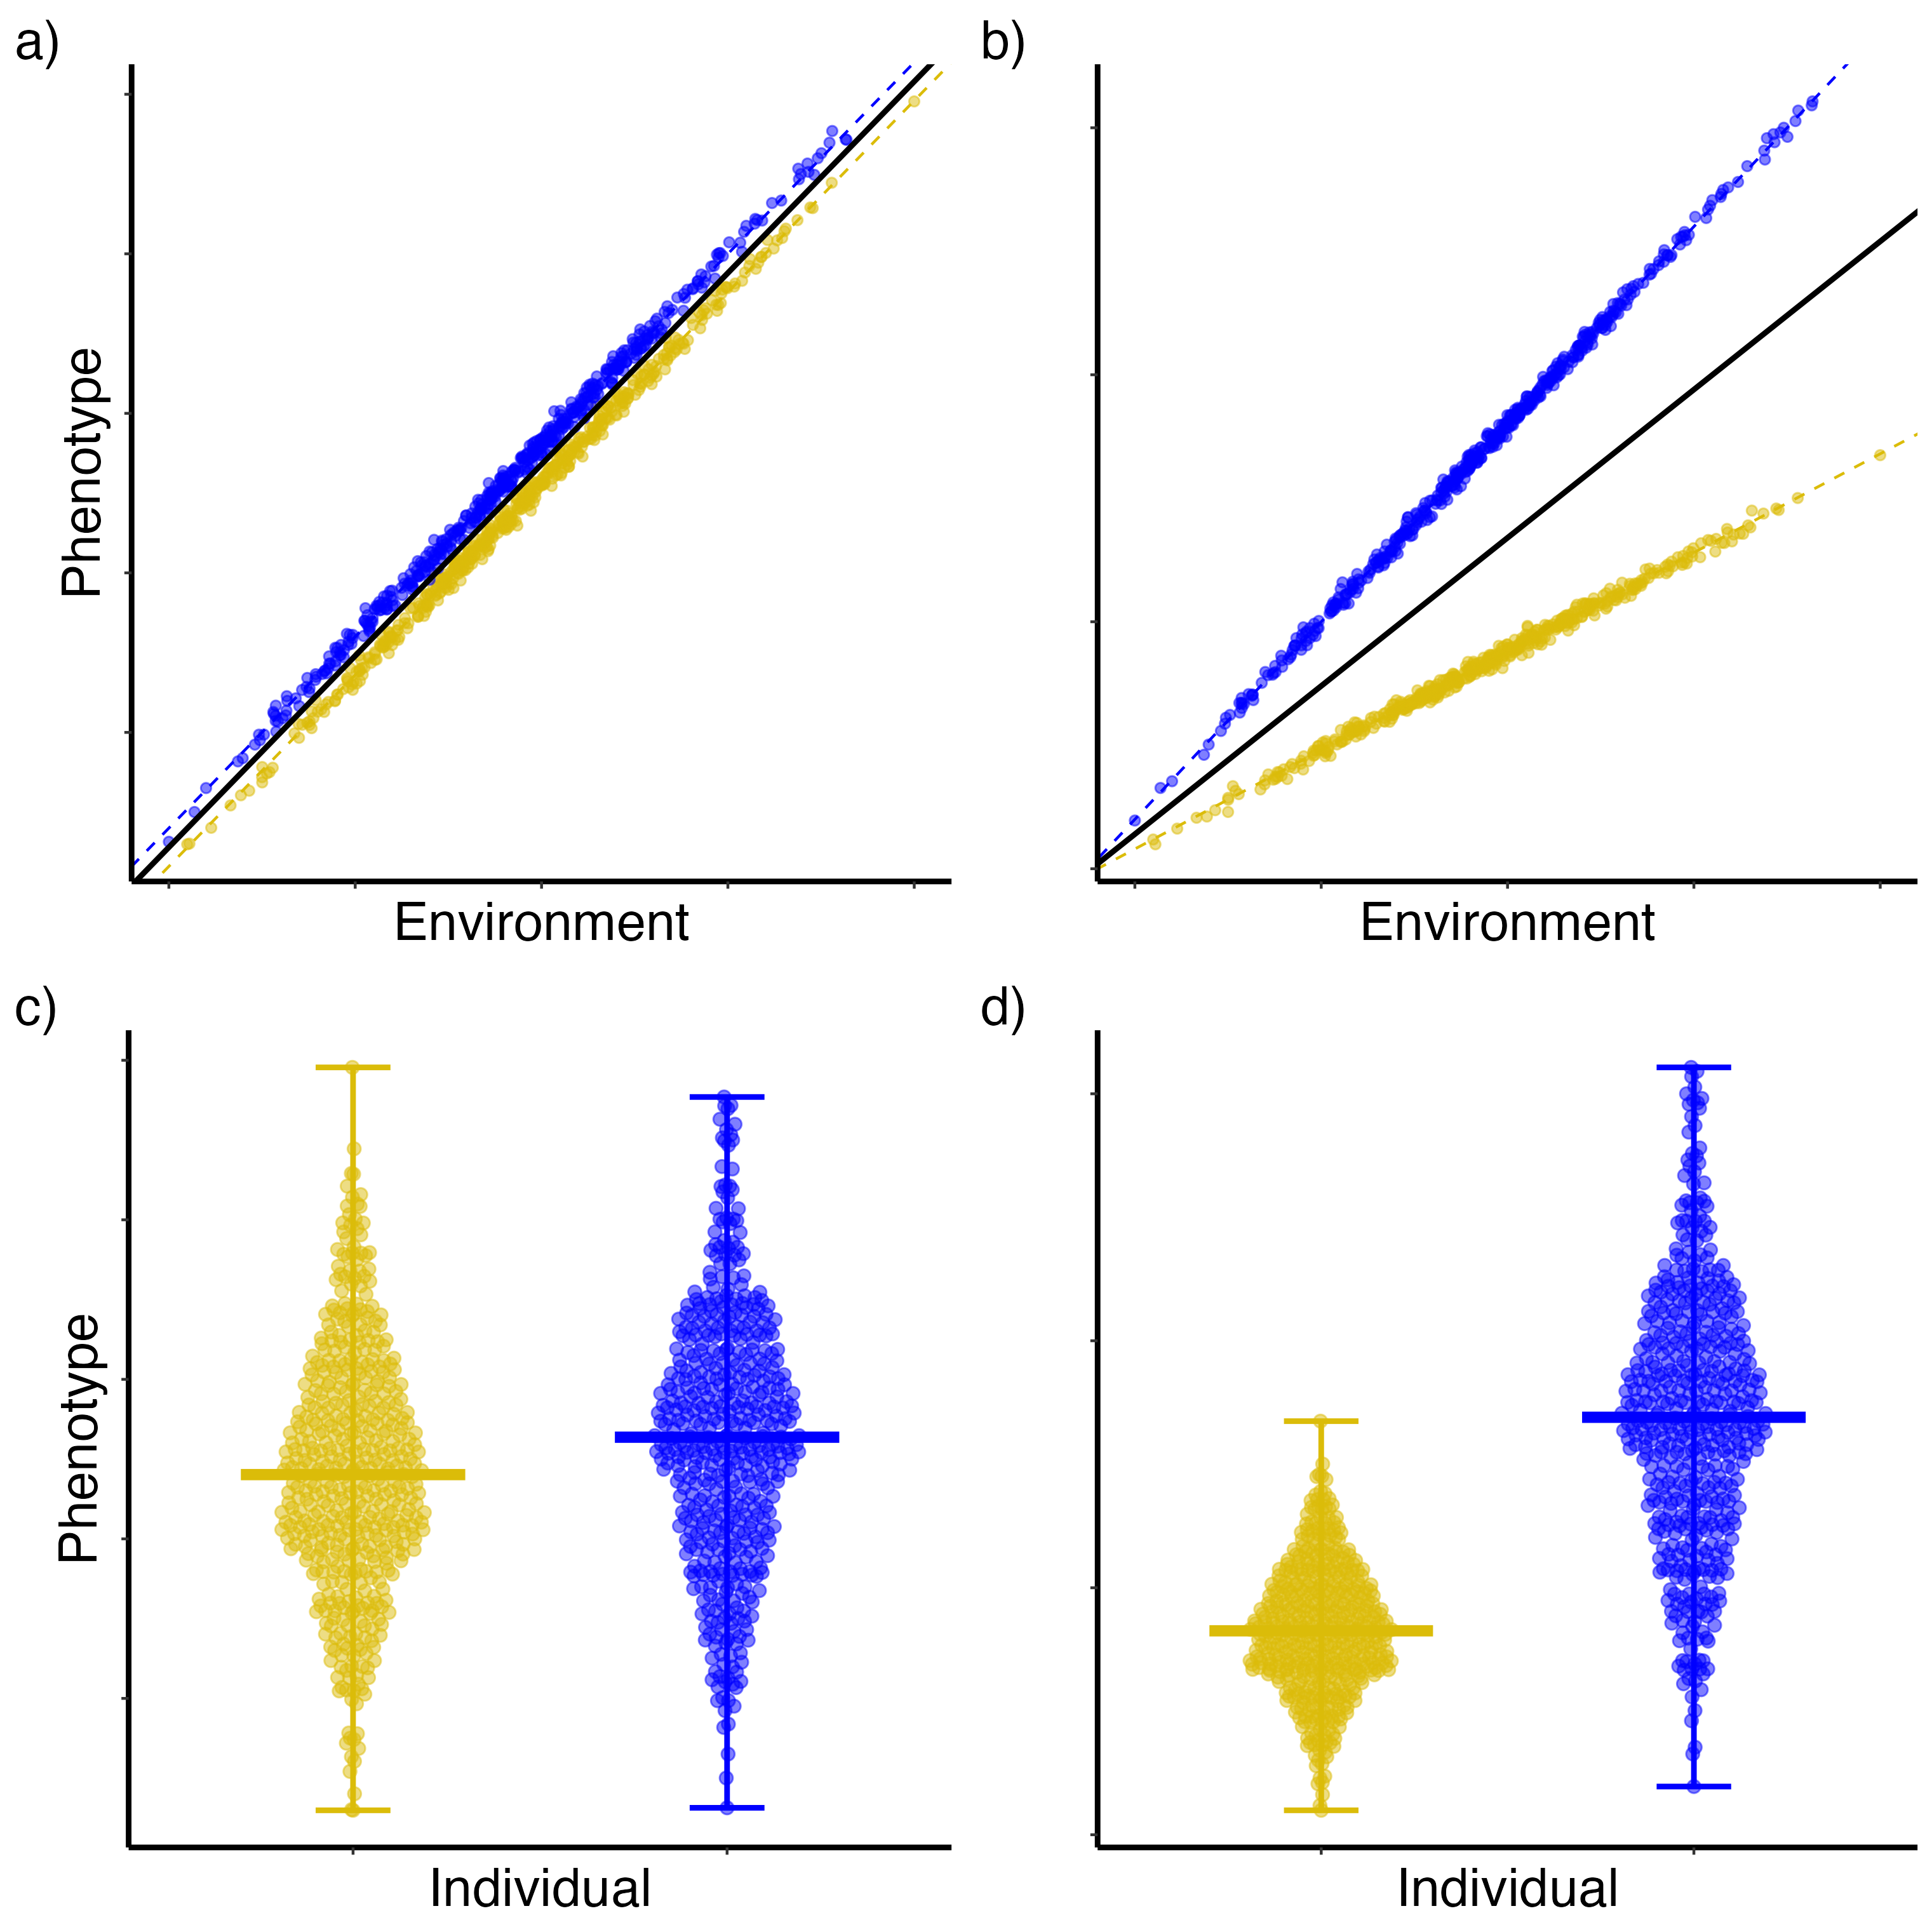 a)
b)
Phenotype
Environment
Environment
c)
d)
Phenotype
Individual
Individual